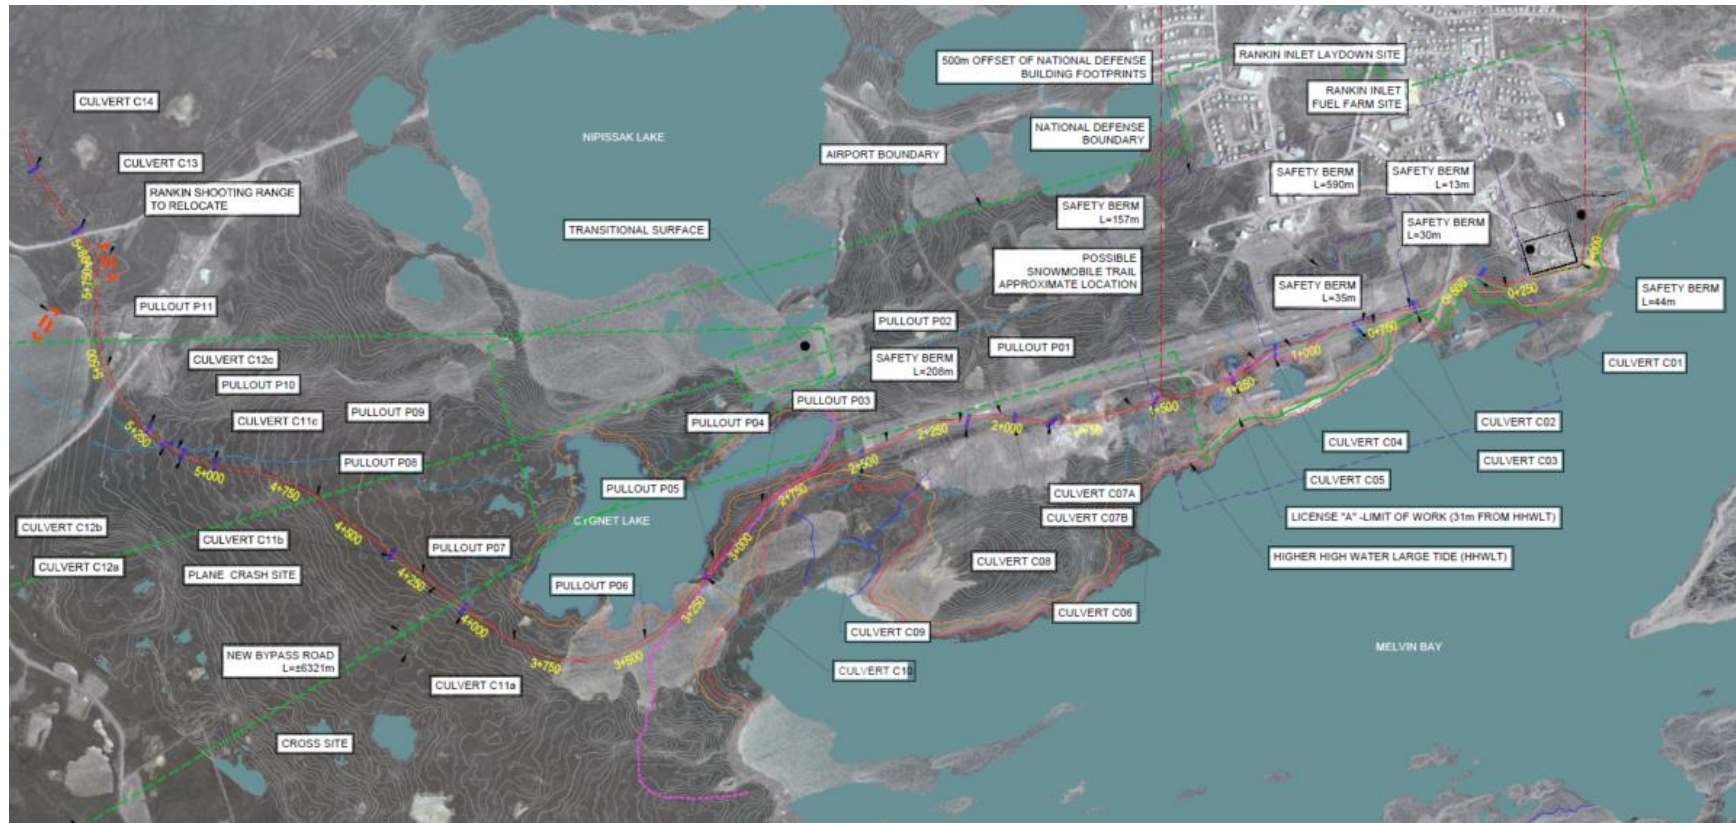 500m OFFSET OF NATIONAL DEFENSE
BUILDING FOOTPRINTS
RANKIN INLET LAYDOWN SITE
RANKIN INLET
FUEL FARM SITE
CULVERT C14
NIPISSAK LAKE
NATIONAL DEFENSE
BOUNDARY
AIRPORT BOUNDARY
CULVERT C13
RANKIN SHOOTING RANGE
TO RELOCATE
SAFETY BERM
L=590m
SAFETY BERM
L=13m
SAFETY BERM
L=157m
SAFETY BERM
L=30m
TRANSITIONAL SURFACE
POSSIBLE
SNOWMOBILE TRAIL
APPROXIMATE LOCATION
SAFETY BERM
L=35m
SAFETY BERM
L=44m
0+250
0+500
0+750
1+000
1+250
1+500
2+000
2+250
2+500
2+750
3+000
3+250
3+500
3+750
4+000
4+250
4+500
4+750
5+000
5+250
5+500
5+750
PULLOUT P11
PULLOUT P02
PULLOUT P01
SAFETY BERM
L=208m
CULVERT C12c
PULLOUT P10
CULVERT C01
PULLOUT P09
PULLOUT P03
CULVERT C11c
PULLOUT P04
CULVERT C02
CULVERT C04
CULVERT C03
PULLOUT P08
CULVERT C05
PULLOUT P05
CULVERT C07A
CULVERT C07B
CYGNET LAKE
LICENSE "A" -LIMIT OF WORK (31m FROM HHWLT)
CULVERT C12b
CULVERT C11b
PULLOUT P07
HIGHER HIGH WATER LARGE TIDE (HHWLT)
CULVERT C08
CULVERT C12a
PLANE CRASH SITE
PULLOUT P06
CULVERT C06
CULVERT C09
MELVIN BAY
NEW BYPASS ROAD
L=±6321m
CULVERT C10
CULVERT C11a
CROSS SITE